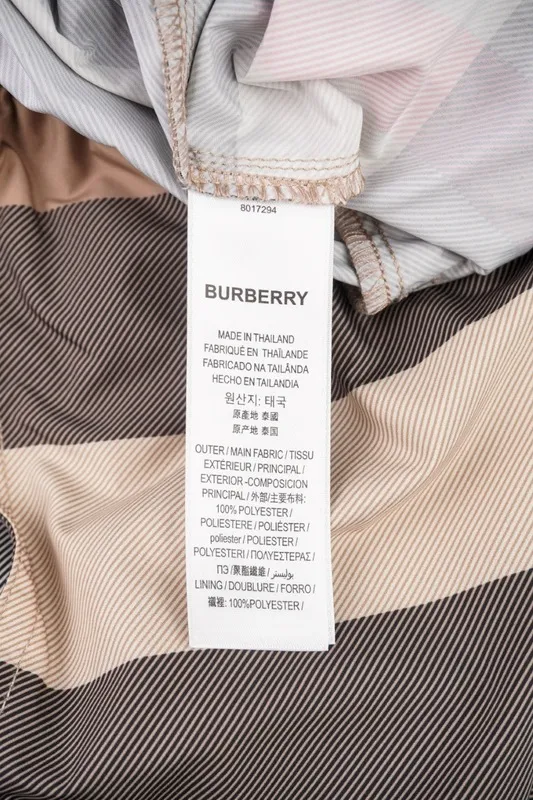 8017294
BURBERRY
MADE IN THAILAND
FABRIQUÉ EN THAÏLANDE
FABRICADO NA TAILÂNDA
HECHO EN TAILANDIA
원산지: 태국
原產地 泰國
原产地 泰国
OUTER / MAIN FABRIC / TISSU
EXTÉRIEUR / PRINCIPAL /
EXTERIOR -COMPOSICION
PRINCIPAL / 外部/主要布料:
100% POLYESTER /
POLIESTERE / POLIÉSTER /
poliester / POLIESTER /
POLYESTERI / ΠΟΛΥΕΣΤΕΡΑΣ /
ПЭ /聚酯纖維 / بوليستر /
LINING / DOUBLURE / FORRO /
襯裡: 100%POLYESTER /